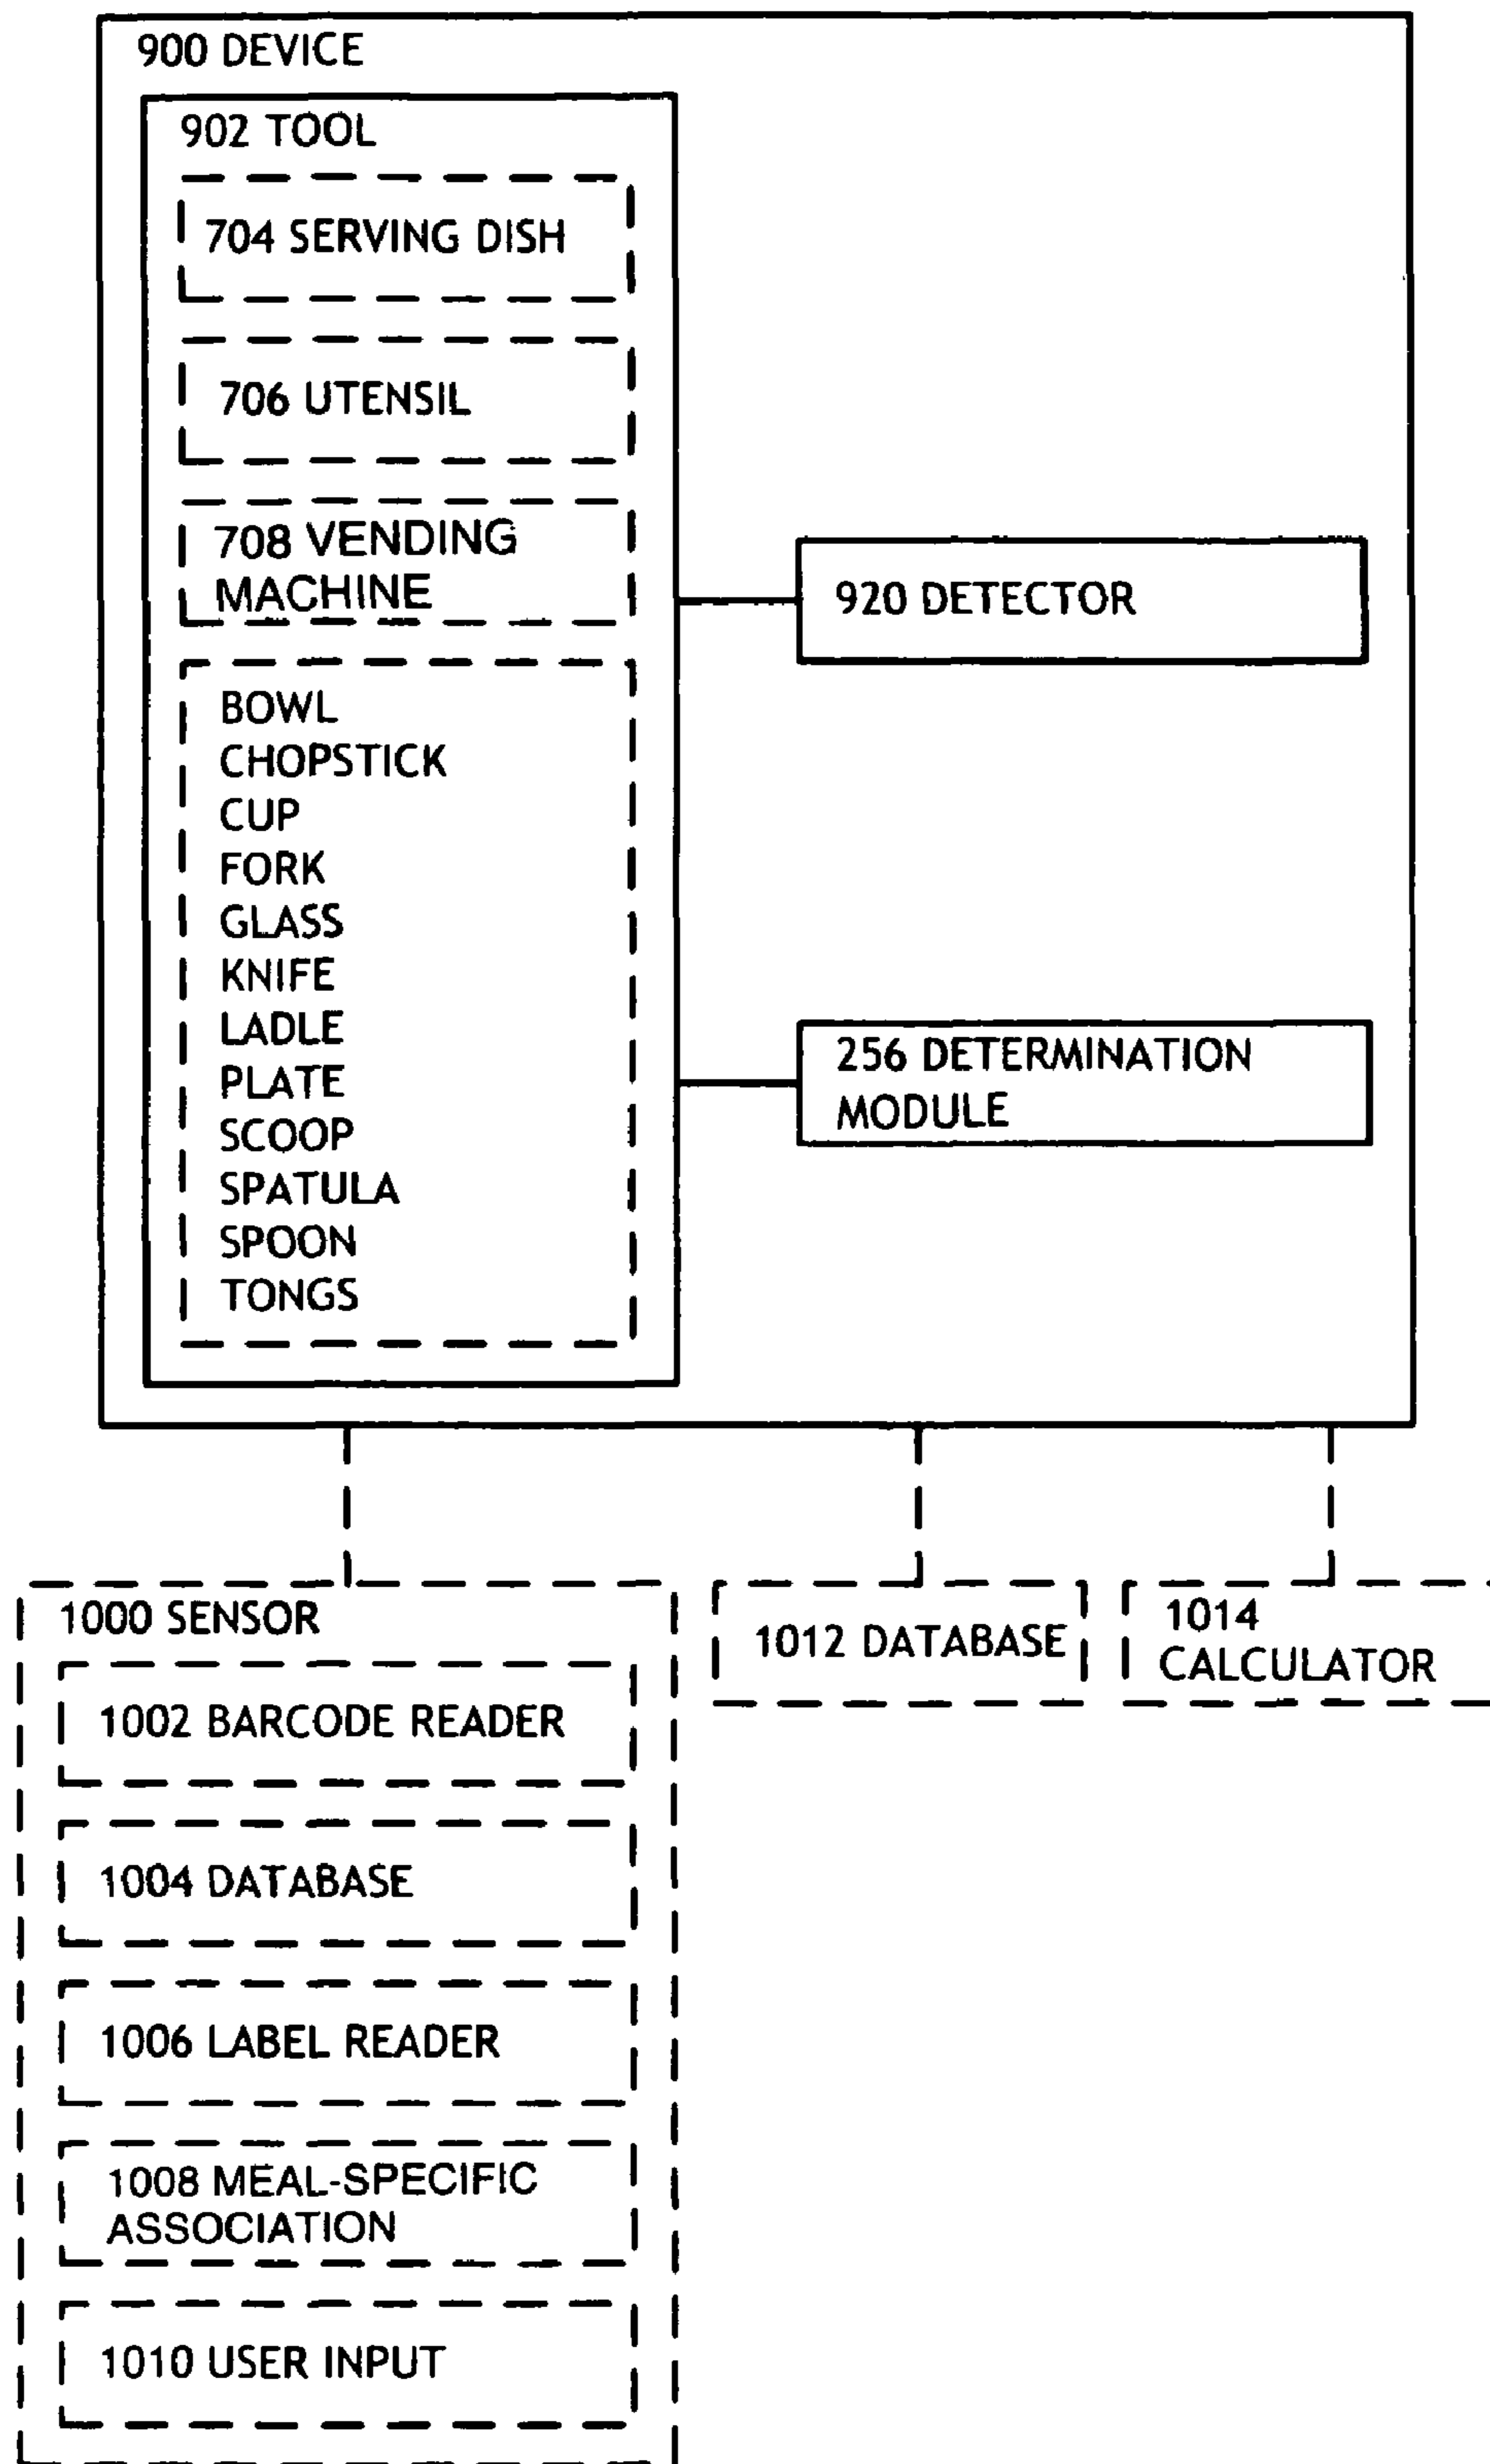 900 DEVICE
902 TOOL
704 SERVING DISH
706 UTENSIL
708 VENDING
MACHINE
BOWL
CHOPSTICK
CUP
FORK
GLASS
KNIFE
LADLE
PLATE
SCOOP
SPATULA
SPOON
TONGS
920 DETECTOR
256 DETERMINATION
MODULE
1000 SENSOR
1002 BARCODE READER
1004 DATABASE
1006 LABEL READER
1008 MEAL-SPECIFIC
ASSOCIATION
1010 USER INPUT
1012 DATABASE
1014
CALCULATOR